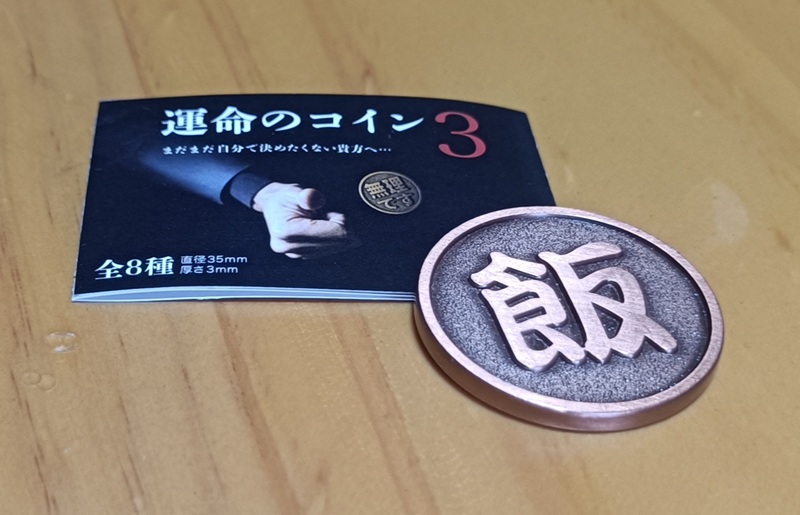 運命のコイン3
まだまだ自分で決めたくない貴方へ…
無理
です
全8種
直径35mm
厚さ3mm
飯